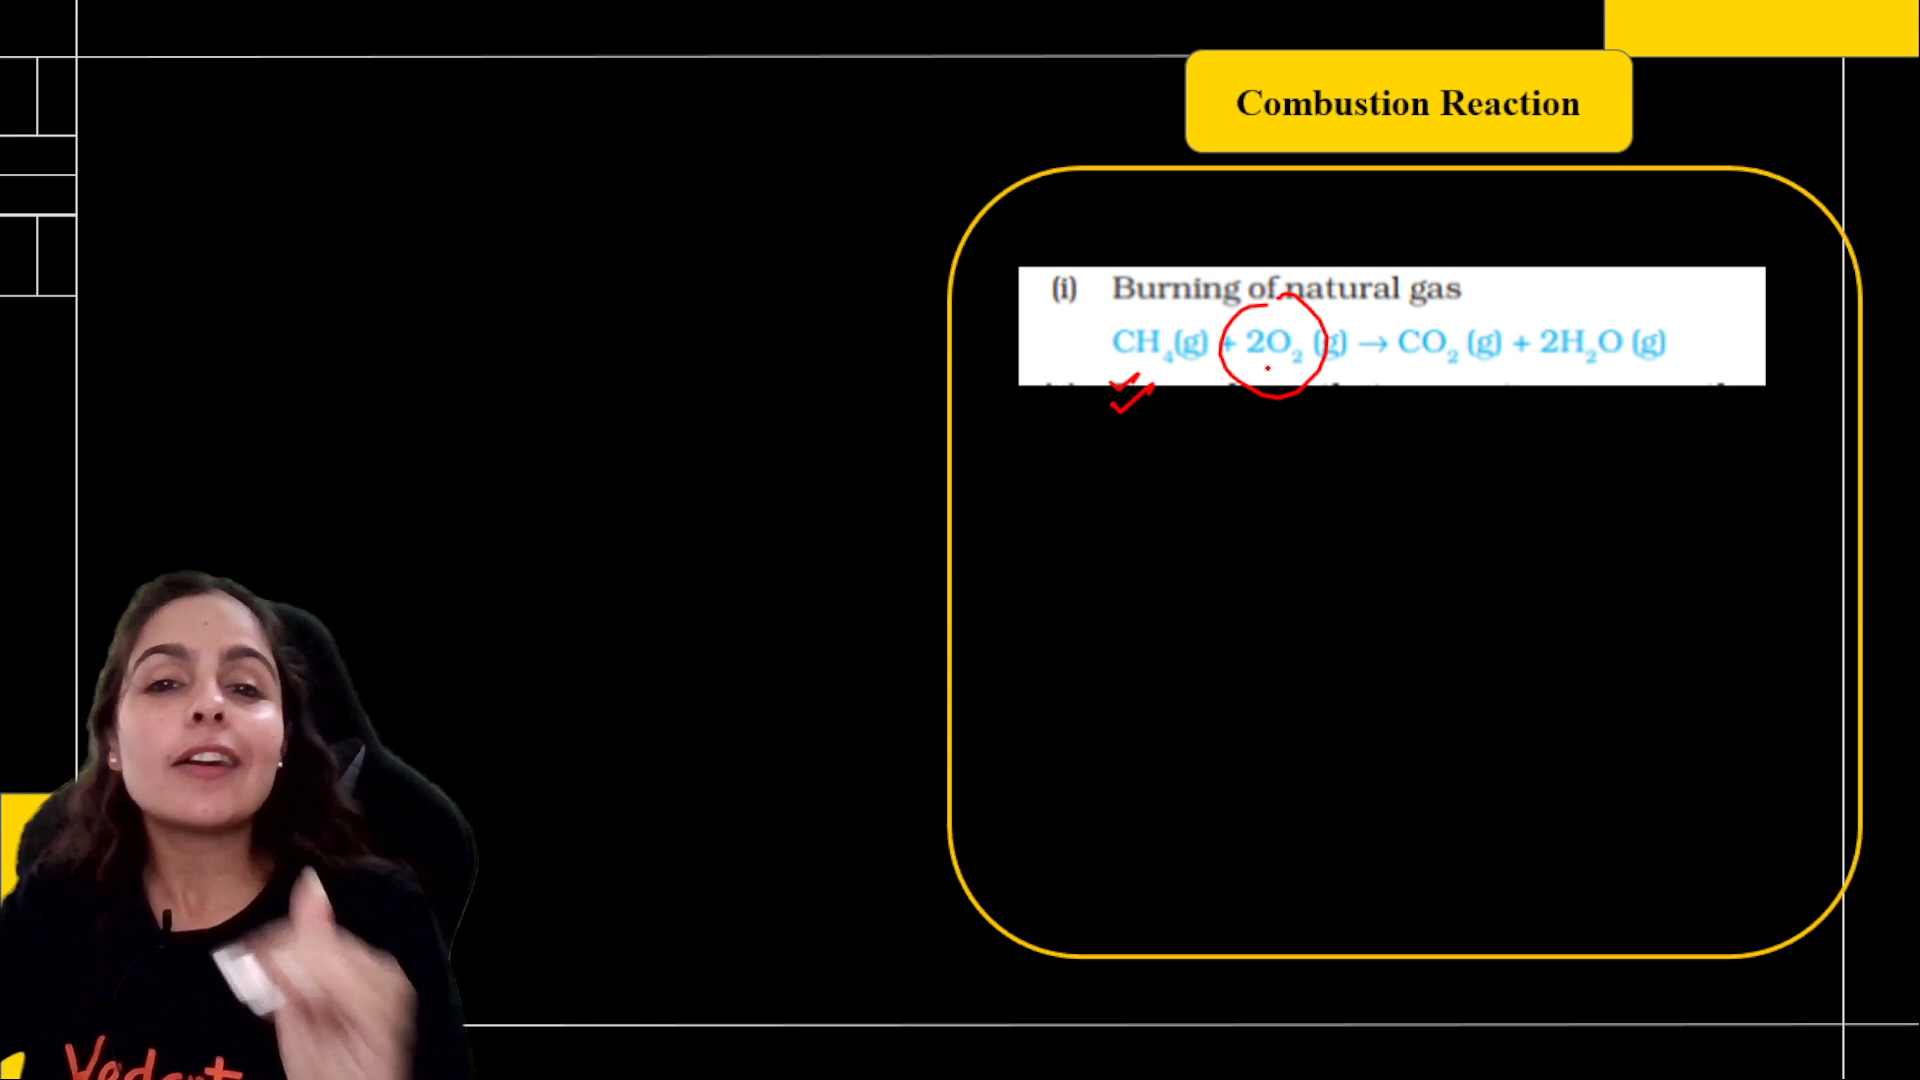 Combustion Reaction
(i) Burning of natural gas
CH₄(g) + 2O₂ (g) → CO₂ (g) + 2H₂O (g)